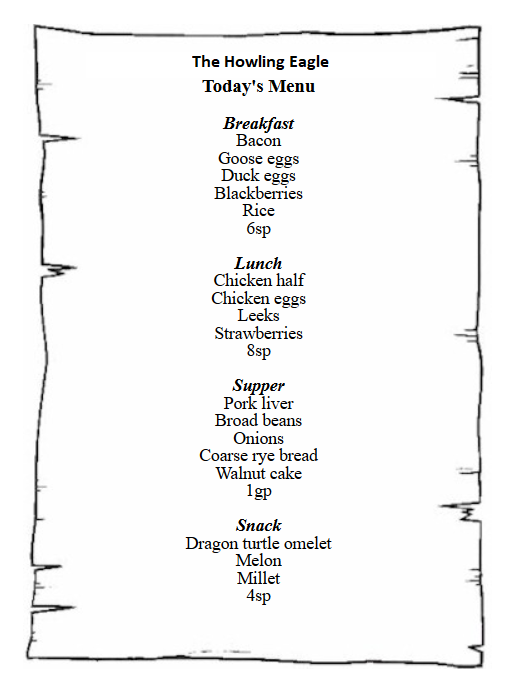 The Howling Eagle
Today's Menu
Breakfast
Bacon
Goose eggs
Duck eggs
Blackberries
Rice
6sp
Lunch
Chicken half
Chicken eggs
Leeks
Strawberries
8sp
Supper
Pork liver
Broad beans
Onions
Coarse rye bread
Walnut cake
1gp
Snack
Dragon turtle omelet
Melon
Millet
4sp